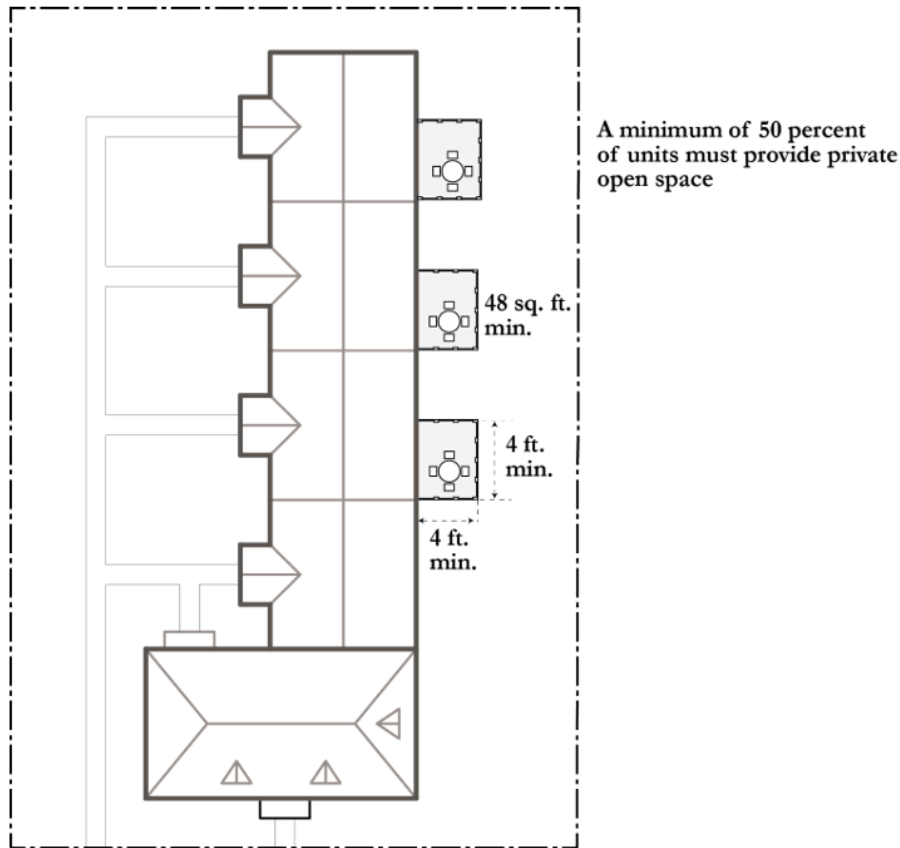 A minimum of 50 percent
of units must provide private
open space
48 sq. ft.
min.
4 ft.
min.
4 ft.
min.